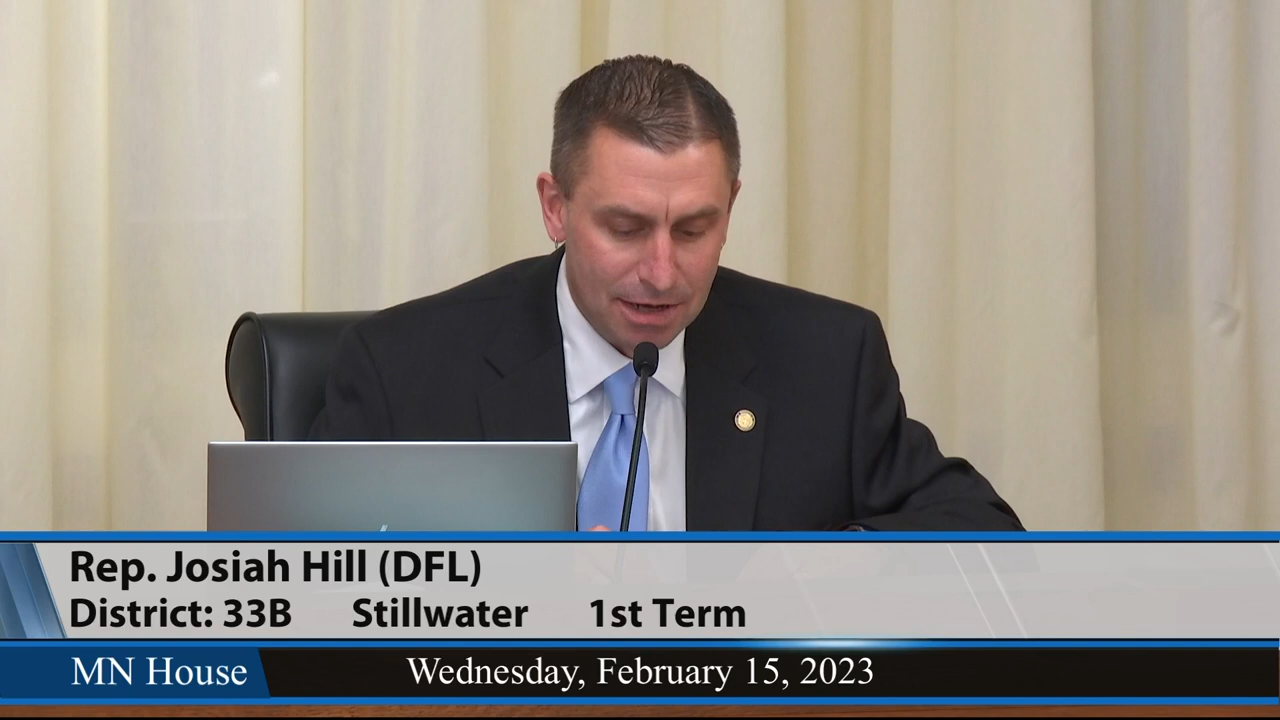 Rep. Josiah Hill (DFL)
District: 33B Stillwater 1st Term
MN House Wednesday, February 15, 2023